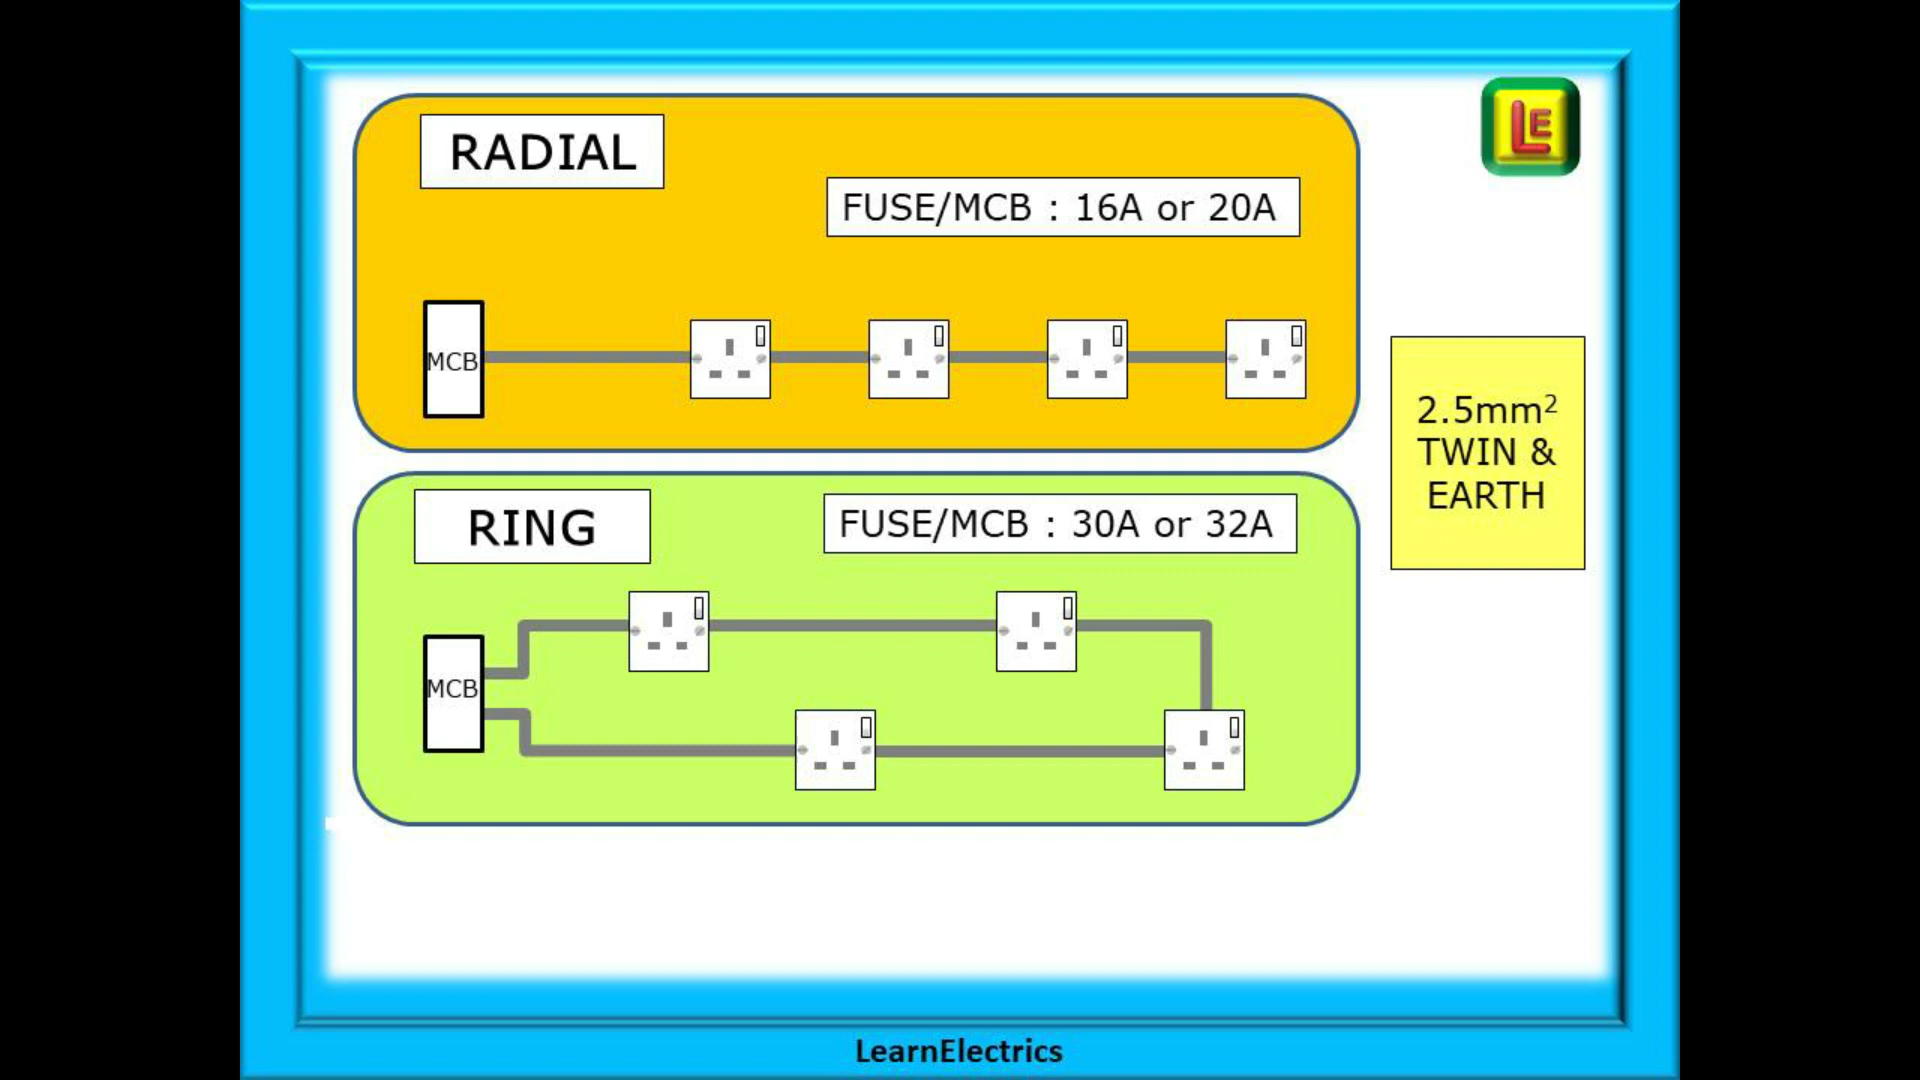 RADIAL
FUSE/MCB : 16A or 20A
MCB
LE
2.5mm²
TWIN &
EARTH
RING
FUSE/MCB : 30A or 32A
MCB
LearnElectrics